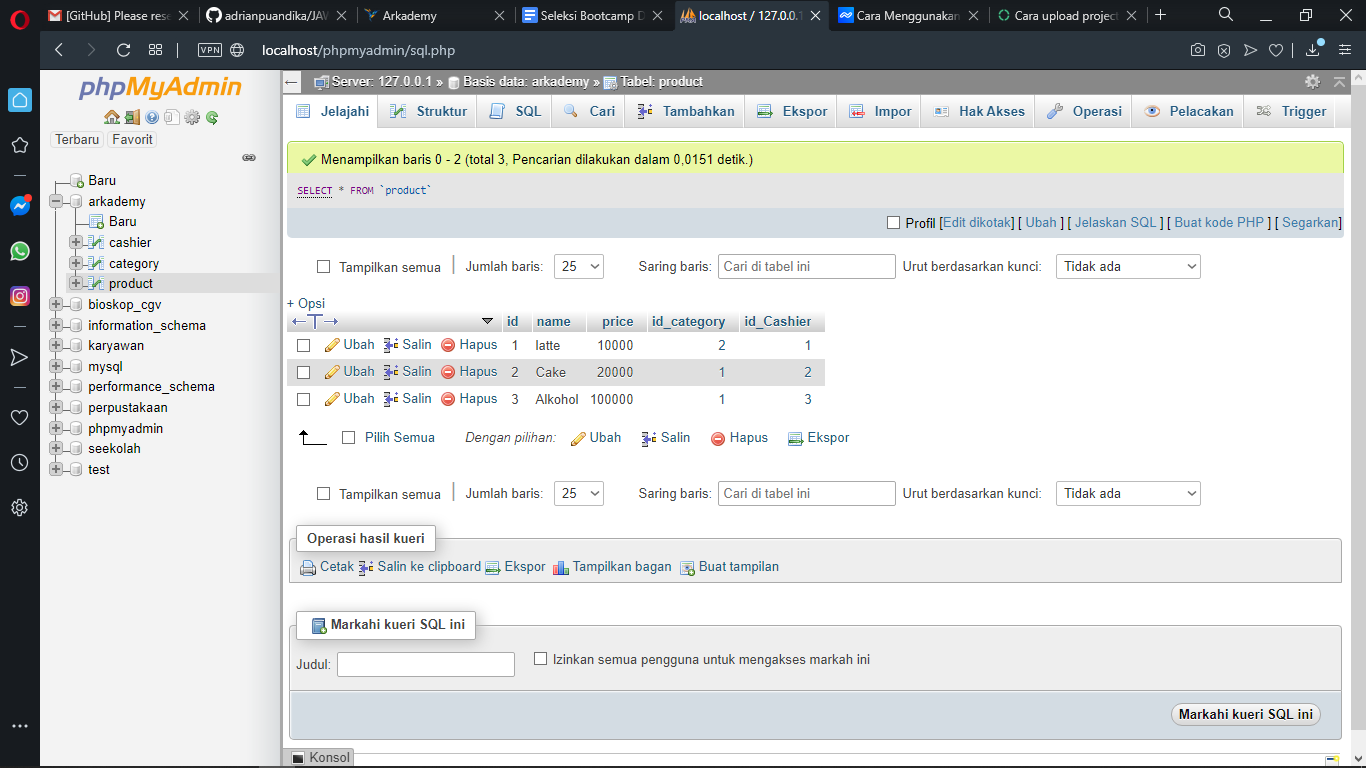 [GitHub] Please rese
adrianpuandika/JAV
Arkademy
Seleksi Bootcamp D
localhost / 127.0.0.1
Cara Menggunakan
Cara upload project
VPN
localhost/phpmyadmin/sql.php
phpMyAdmin
Terbaru Favorit
Baru
arkademy
Baru
cashier
category
product
bioskop_cgv
information_schema
karyawan
mysql
performance_schema
perpustakaan
phpmyadmin
seekolah
test
Server: 127.0.0.1 » Basis data: arkademy » Tabel: product
Jelajahi Struktur SQL Cari Tambahkan Ekspor Impor Hak Akses Operasi Pelacakan Trigger
Menampilkan baris 0 - 2 (total 3, Pencarian dilakukan dalam 0,0151 detik.)
SELECT * FROM `product`
Profil [Edit dikotak] [ Ubah ] [ Jelaskan SQL ] [ Buat kode PHP ] [ Segarkan]
Tampilkan semua Jumlah baris: 25 Saring baris: Cari di tabel ini Urut berdasarkan kunci: Tidak ada
+ Opsi
id name price id_category id_Cashier
Ubah Salin Hapus 1 latte 10000 2 1
Ubah Salin Hapus 2 Cake 20000 1 2
Ubah Salin Hapus 3 Alkohol 100000 1 3
Pilih Semua Dengan pilihan: Ubah Salin Hapus Ekspor
Tampilkan semua Jumlah baris: 25 Saring baris: Cari di tabel ini Urut berdasarkan kunci: Tidak ada
Operasi hasil kueri
Cetak Salin ke clipboard Ekspor Tampilkan bagan Buat tampilan
Markahi kueri SQL ini
Judul: Izinkan semua pengguna untuk mengakses markah ini
Markahi kueri SQL ini
Konsol